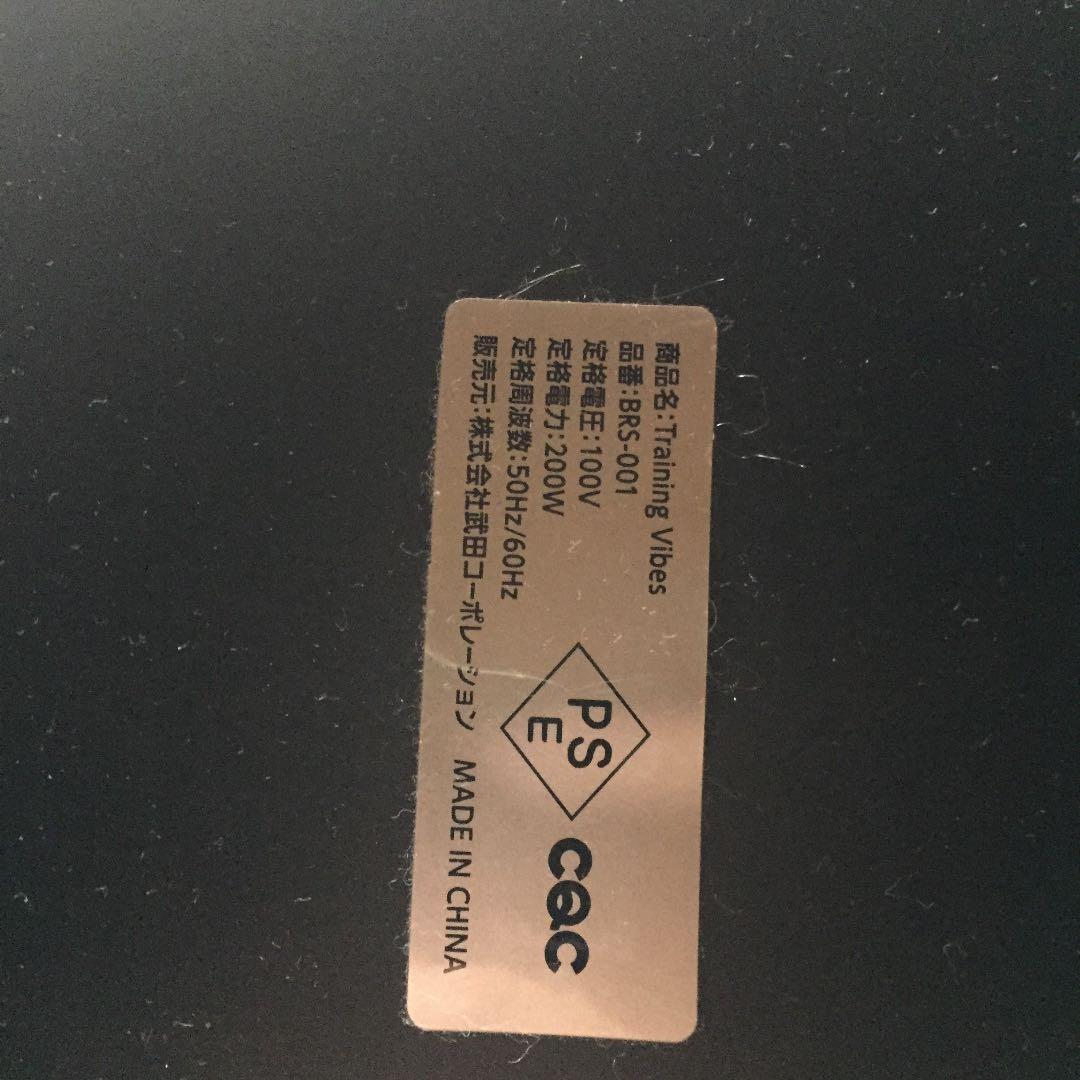 商品名:Training Vibes
品番:BRS-001
定格電圧:100V
定格電力:200W
定格周波数:50Hz/60Hz
販売元:株式会社武田コーポレーション MADE IN CHINA
PS
E
CQC